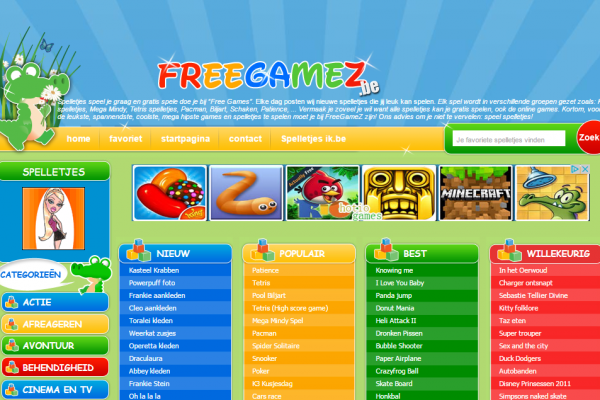 FREEGAMEZ.be
Spelletjes speel je graag en gratis spele doe je bij "Free Games". Elke dag posten wij nieuwe spelletjes die jij leuk kan spelen. Elk spel wordt in verschillende groepen gezet zoals:
spelletjes, Mega Mindy, Tetris spelletjes, Pacman, Biljart, Schaken, Patience, ... Vermaak je zoveel je wil want alle spelletjes kan je gratis spelen, ook de online games. Kortom, voor
de leukste, spannendste, coolste, mega hipste games en spelletjes te spelen moet je bij FreeGameZ zijn! Ons advies om je niet te vervelen: speel spelletjes!
home
favoriet
startpagina
contact
Spelletjes ik.be
Je favoriete spelletjes vinden
Zoek
SPELLETJES
hot.io
games
MINECRAFT
CATEGORIEËN
ACTIE
AFREAGEREN
AVONTUUR
BEHENDIGHEID
CINEMA EN TV
NIEUW
Kasteel Krabben
Powerpuff foto
Frankie aankleden
Cleo aankleden
Toralei kleden
Weerkat zusjes
Operetta kleden
Draculaura
Abbey kleden
Frankie Stein
Oh la la la
POPULAIR
Patience
Tetris
Pool Biljart
Tetris (High score game)
Mega Mindy Spel
Pacman
Spider Solitaire
Snooker
Poker
K3 Kusjesdag
Cars race
BEST
Knowing me
I Love You Baby
Panda jump
Donut Mania
Heli Attack II
Dronken Pissen
Bubble Shooter
Paper Airplane
Crazyfrog Ball
Skate Board
Honkbal
WILLEKEURIG
In het Oerwoud
Charger ontsnapt
Sebastie Tellier Divine
Kitty folklore
Taz eten
Super trouper
Sex and the city
Duck Dodgers
Autobanden
Disney Prinsessen 2011
Simpsons naked skate